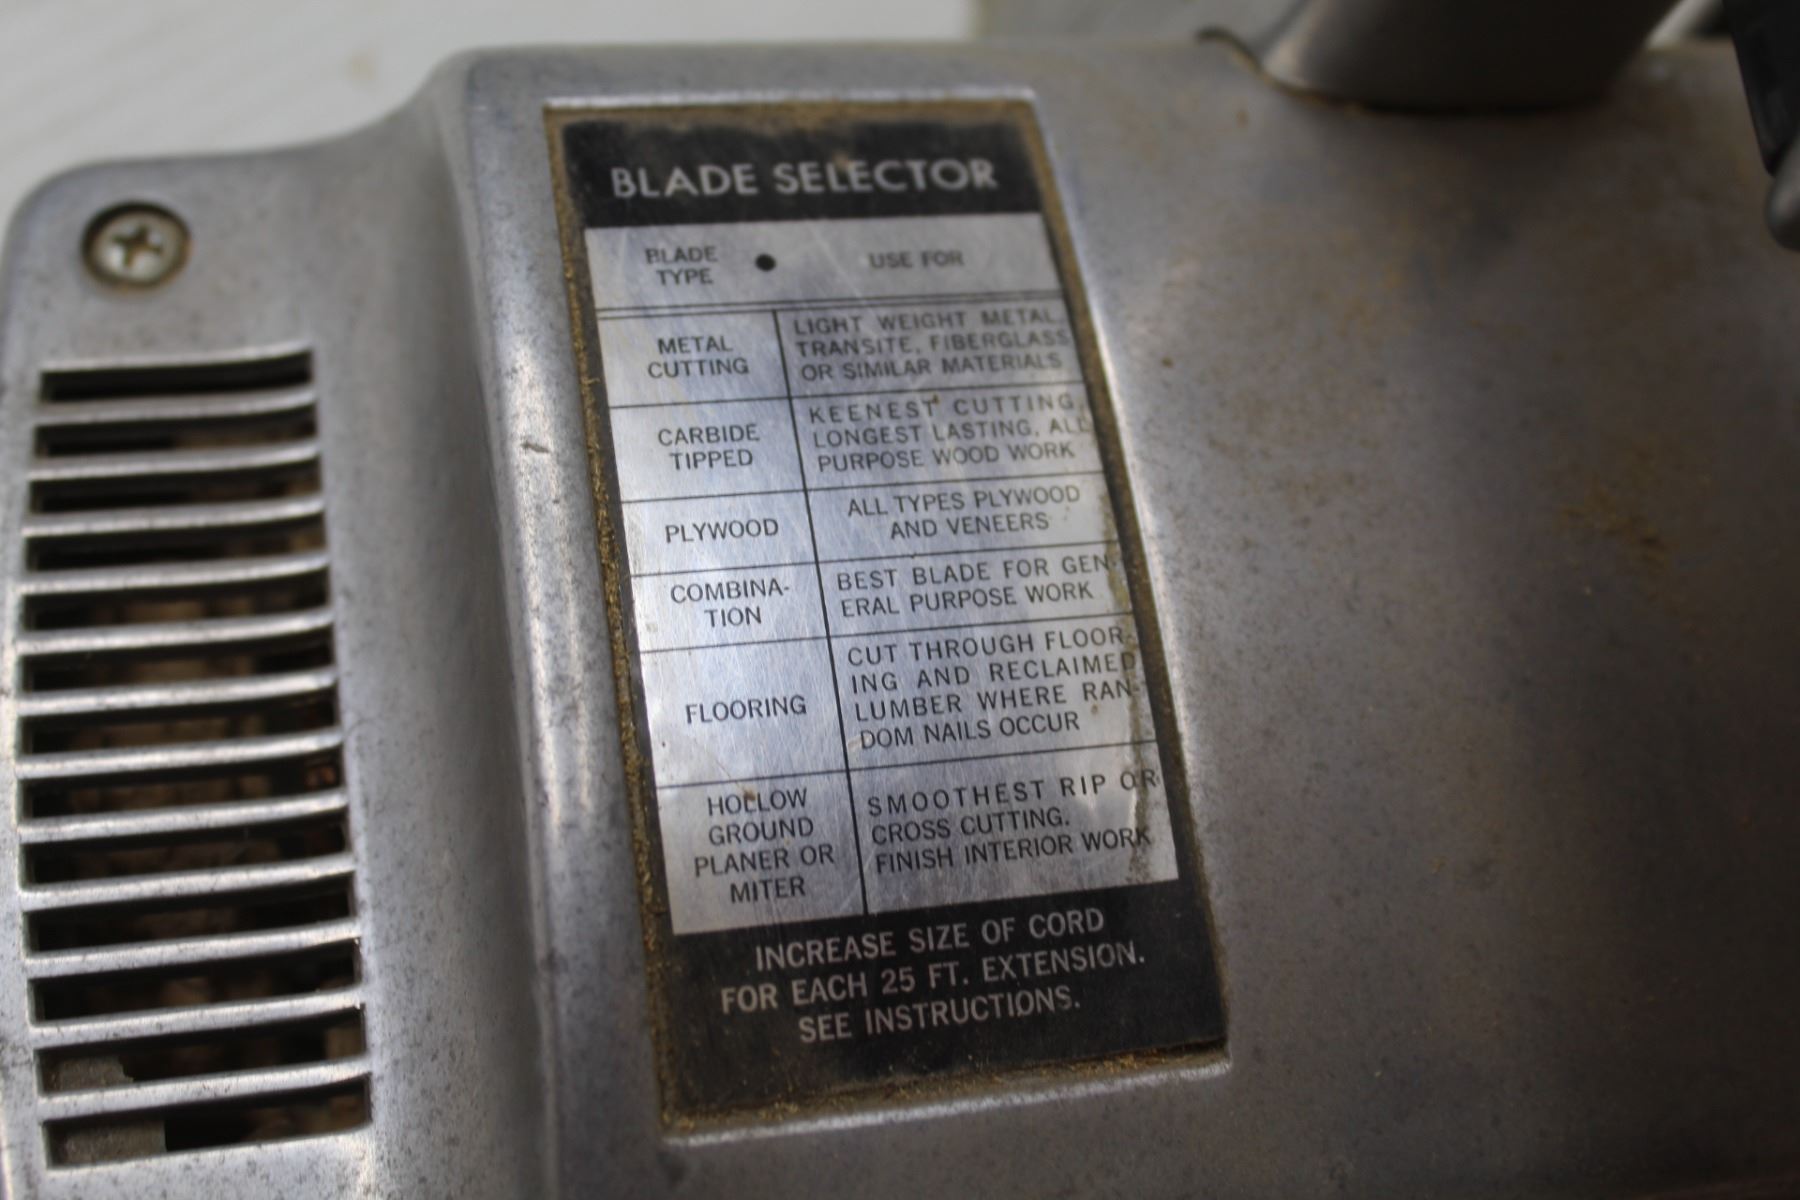 BLADE SELECTOR
BLADE
TYPE
USE FOR
METAL
CUTTING
LIGHT WEIGHT METAL,
TRANSITE, FIBERGLASS
OR SIMILAR MATERIALS
CARBIDE
TIPPED
KEENEST CUTTING,
LONGEST LASTING, ALL
PURPOSE WOOD WORK
PLYWOOD
ALL TYPES PLYWOOD
AND VENEERS
COMBINA-
TION
BEST BLADE FOR GEN-
ERAL PURPOSE WORK
FLOORING
CUT THROUGH FLOOR-
ING AND RECLAIMED
LUMBER WHERE RAN-
DOM NAILS OCCUR
HOLLOW
GROUND
PLANER OR
MITER
SMOOTHEST RIP OR
CROSS CUTTING.
FINISH INTERIOR WORK
INCREASE SIZE OF CORD
FOR EACH 25 FT. EXTENSION.
SEE INSTRUCTIONS.